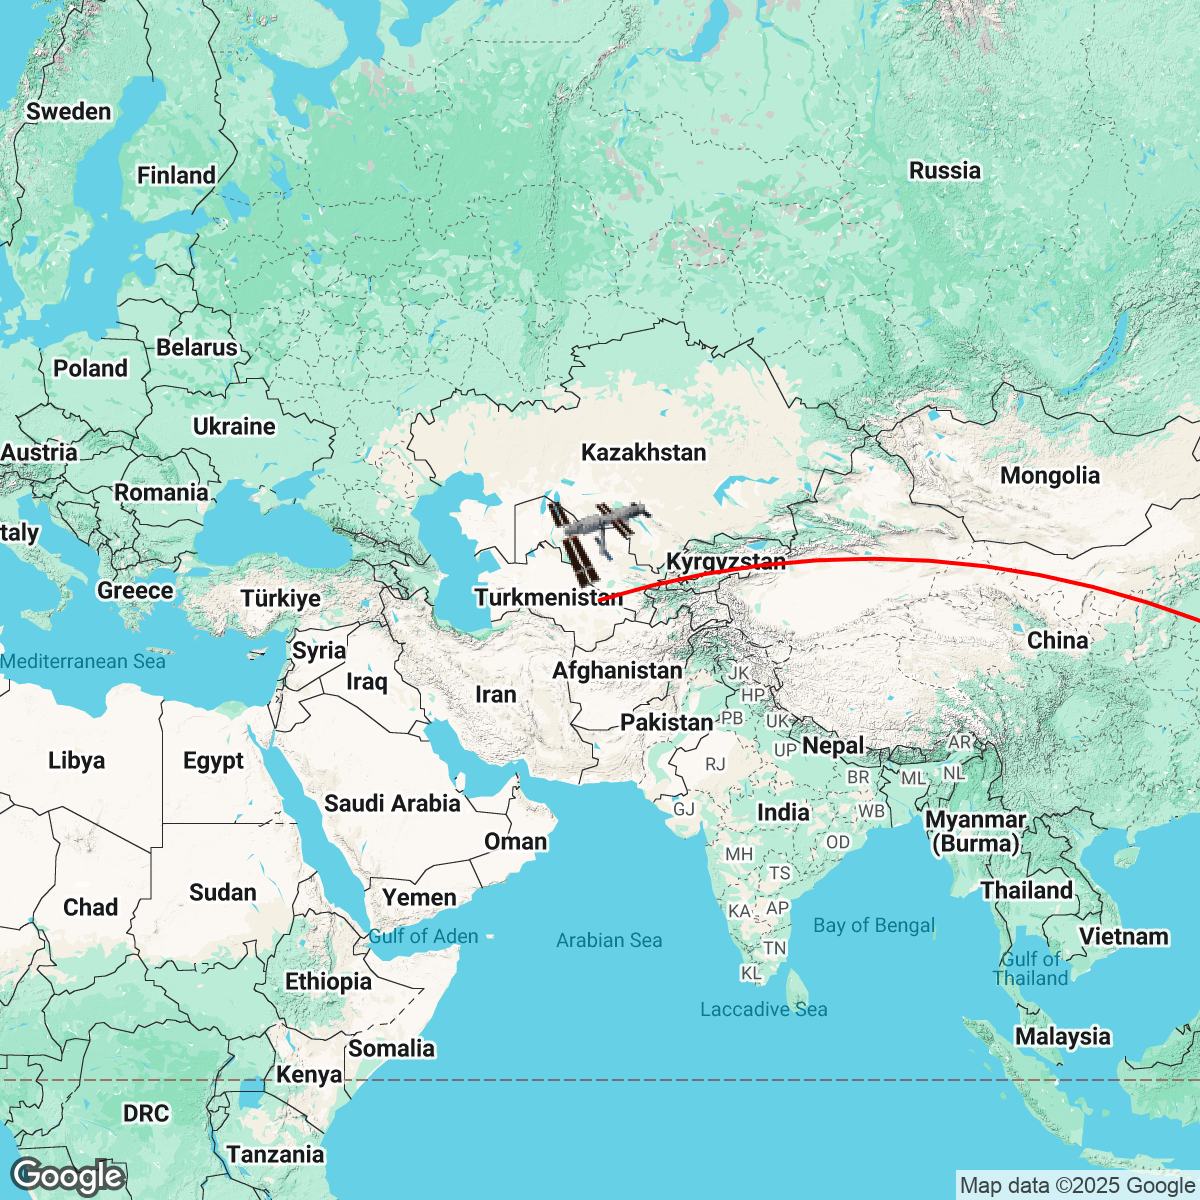 Sweden
Finland
Russia
Belarus
Poland
Ukraine
Austria
Kazakhstan
Mongolia
Romania
taly
Kyrgyzstan
Greece
Türkiye
Turkmenistan
China
Syria
Mediterranean Sea
Afghanistan
JK
Iraq
Iran
HP
Pakistan
PB
UK
Nepal
AR
UP
Libya
Egypt
RJ
BR
ML
NL
Saudi Arabia
GJ
India
WB
Myanmar
(Burma)
Oman
OD
MH
TS
Sudan
Thailand
Yemen
Chad
KA
AP
Gulf of Aden
Arabian Sea
Bay of Bengal
Vietnam
TN
Gulf of
Thailand
KL
Ethiopia
Laccadive Sea
Malaysia
Somalia
Kenya
DRC
Tanzania
Google
Map data ©2025 Google